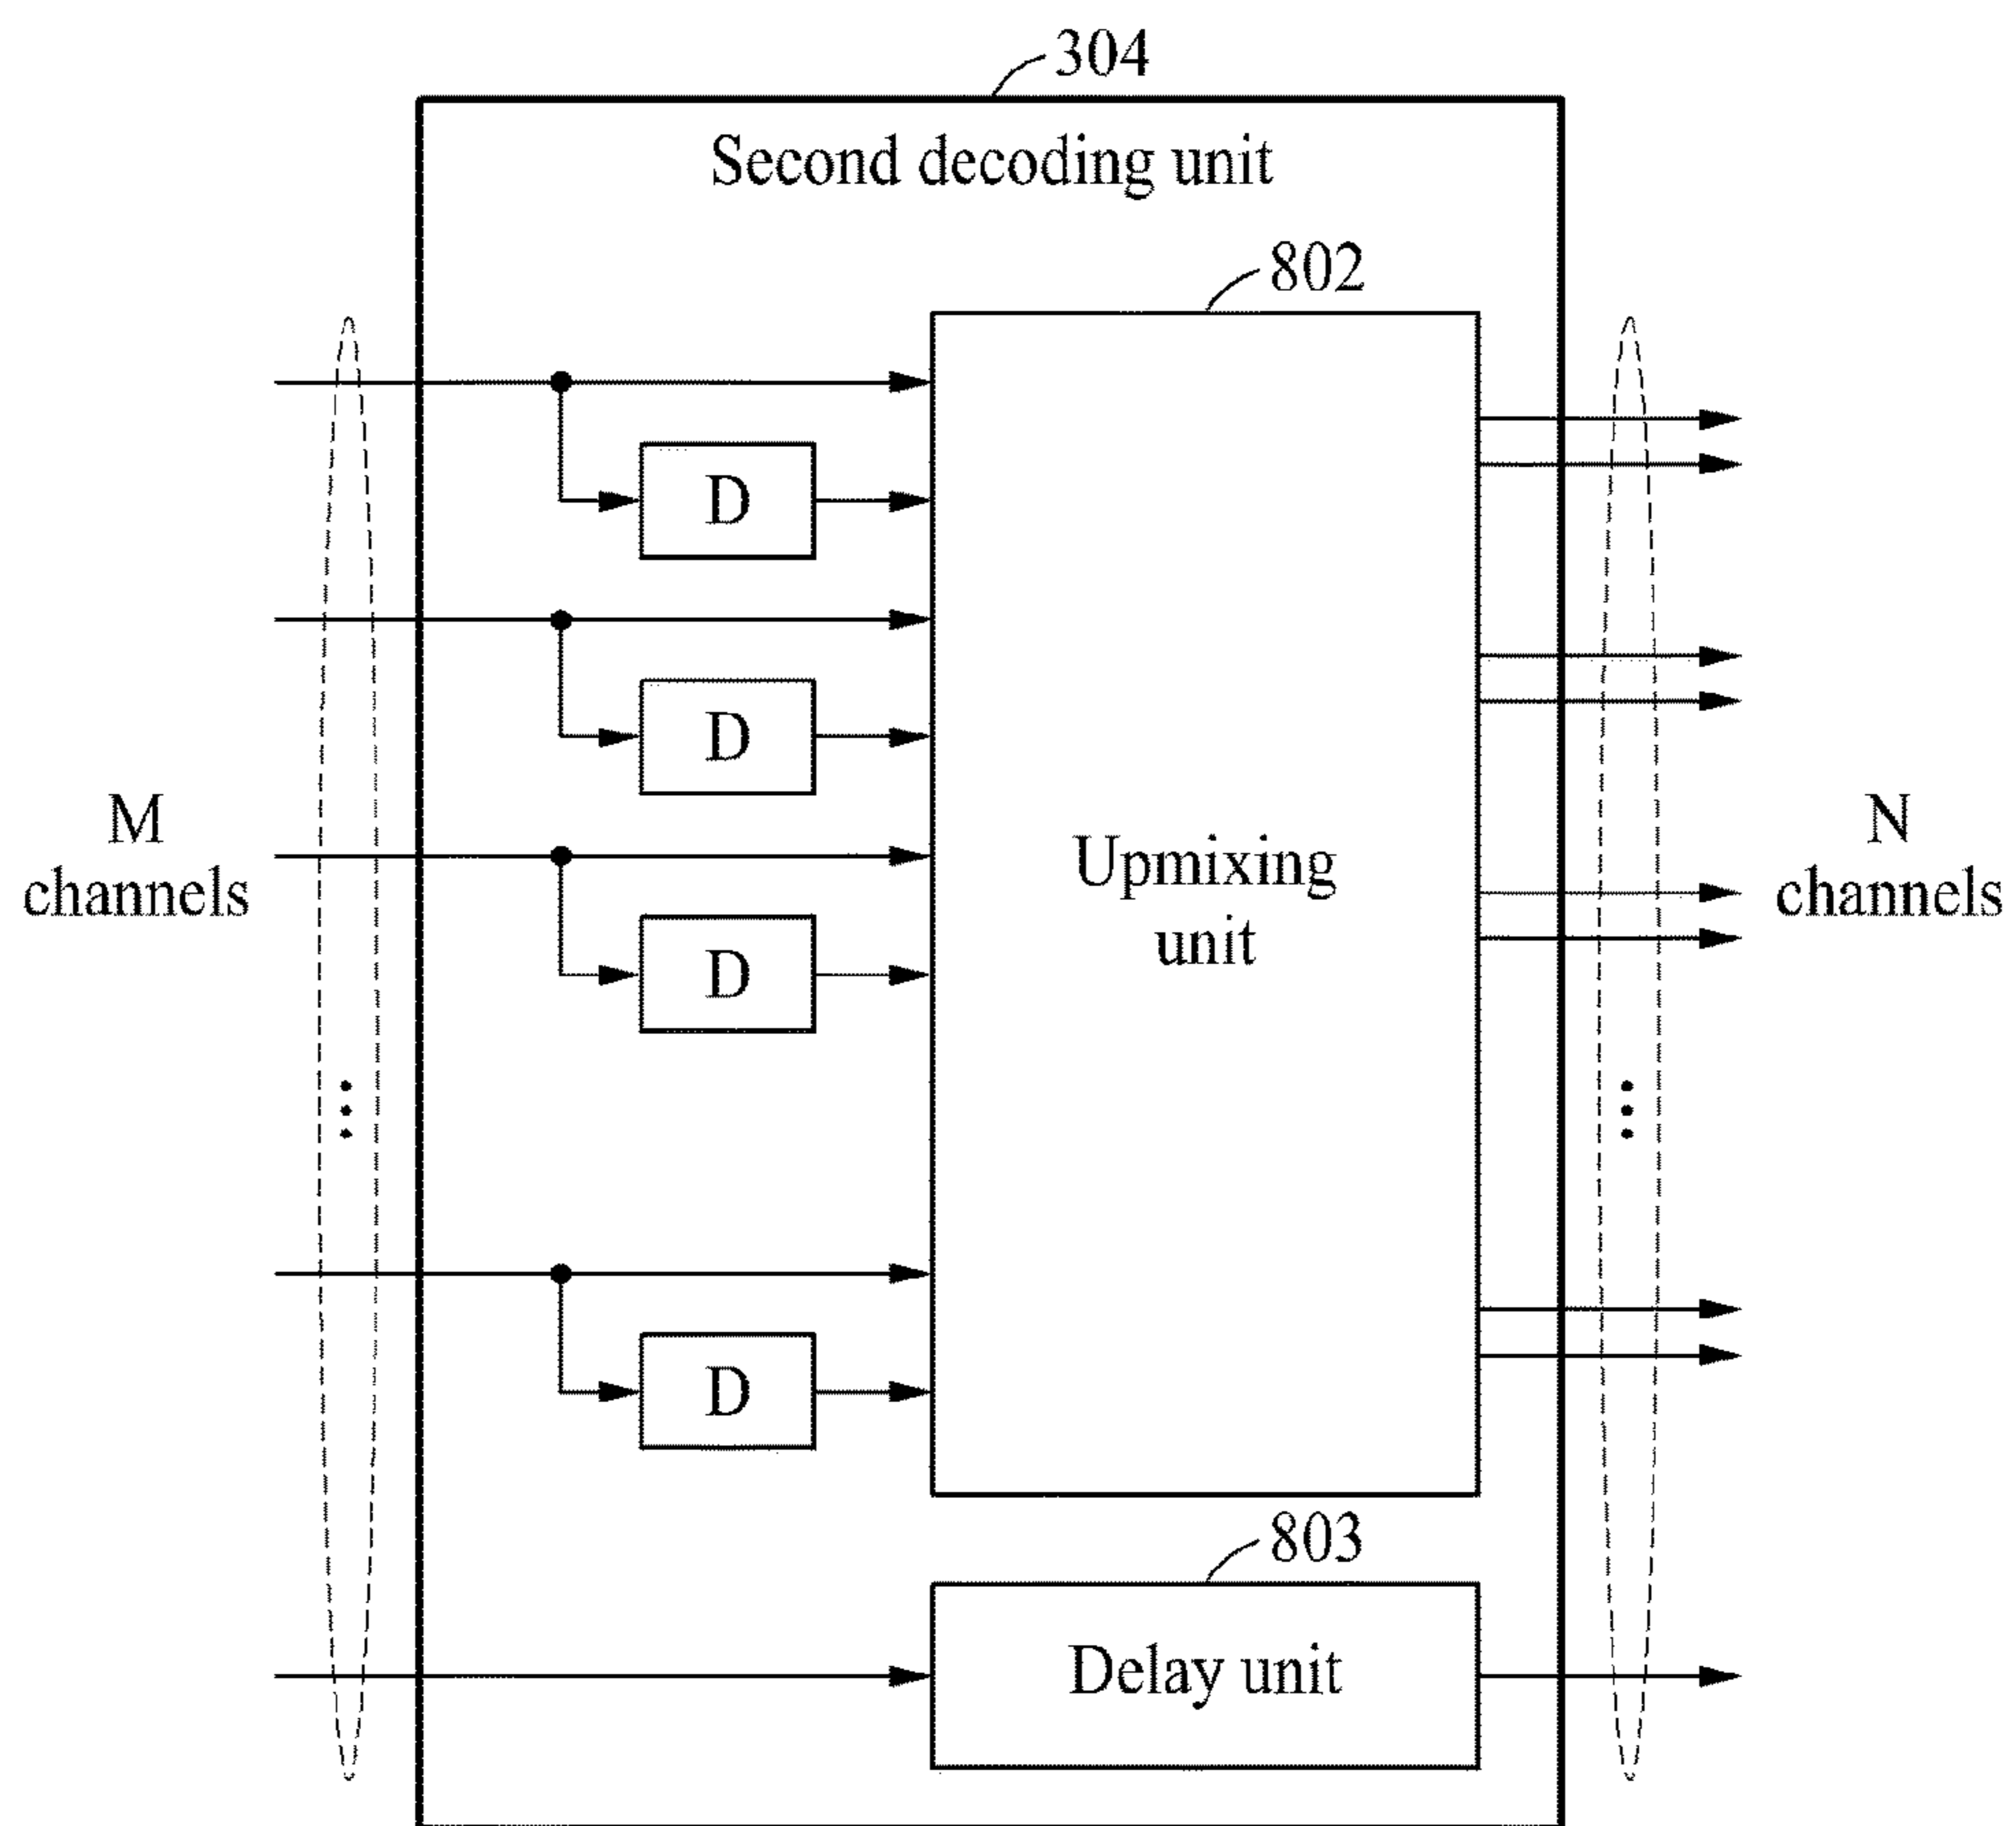 304
Second decoding unit
802
D
D
D
D
M
channels
Upmixing
unit
N
channels
803
Delay unit